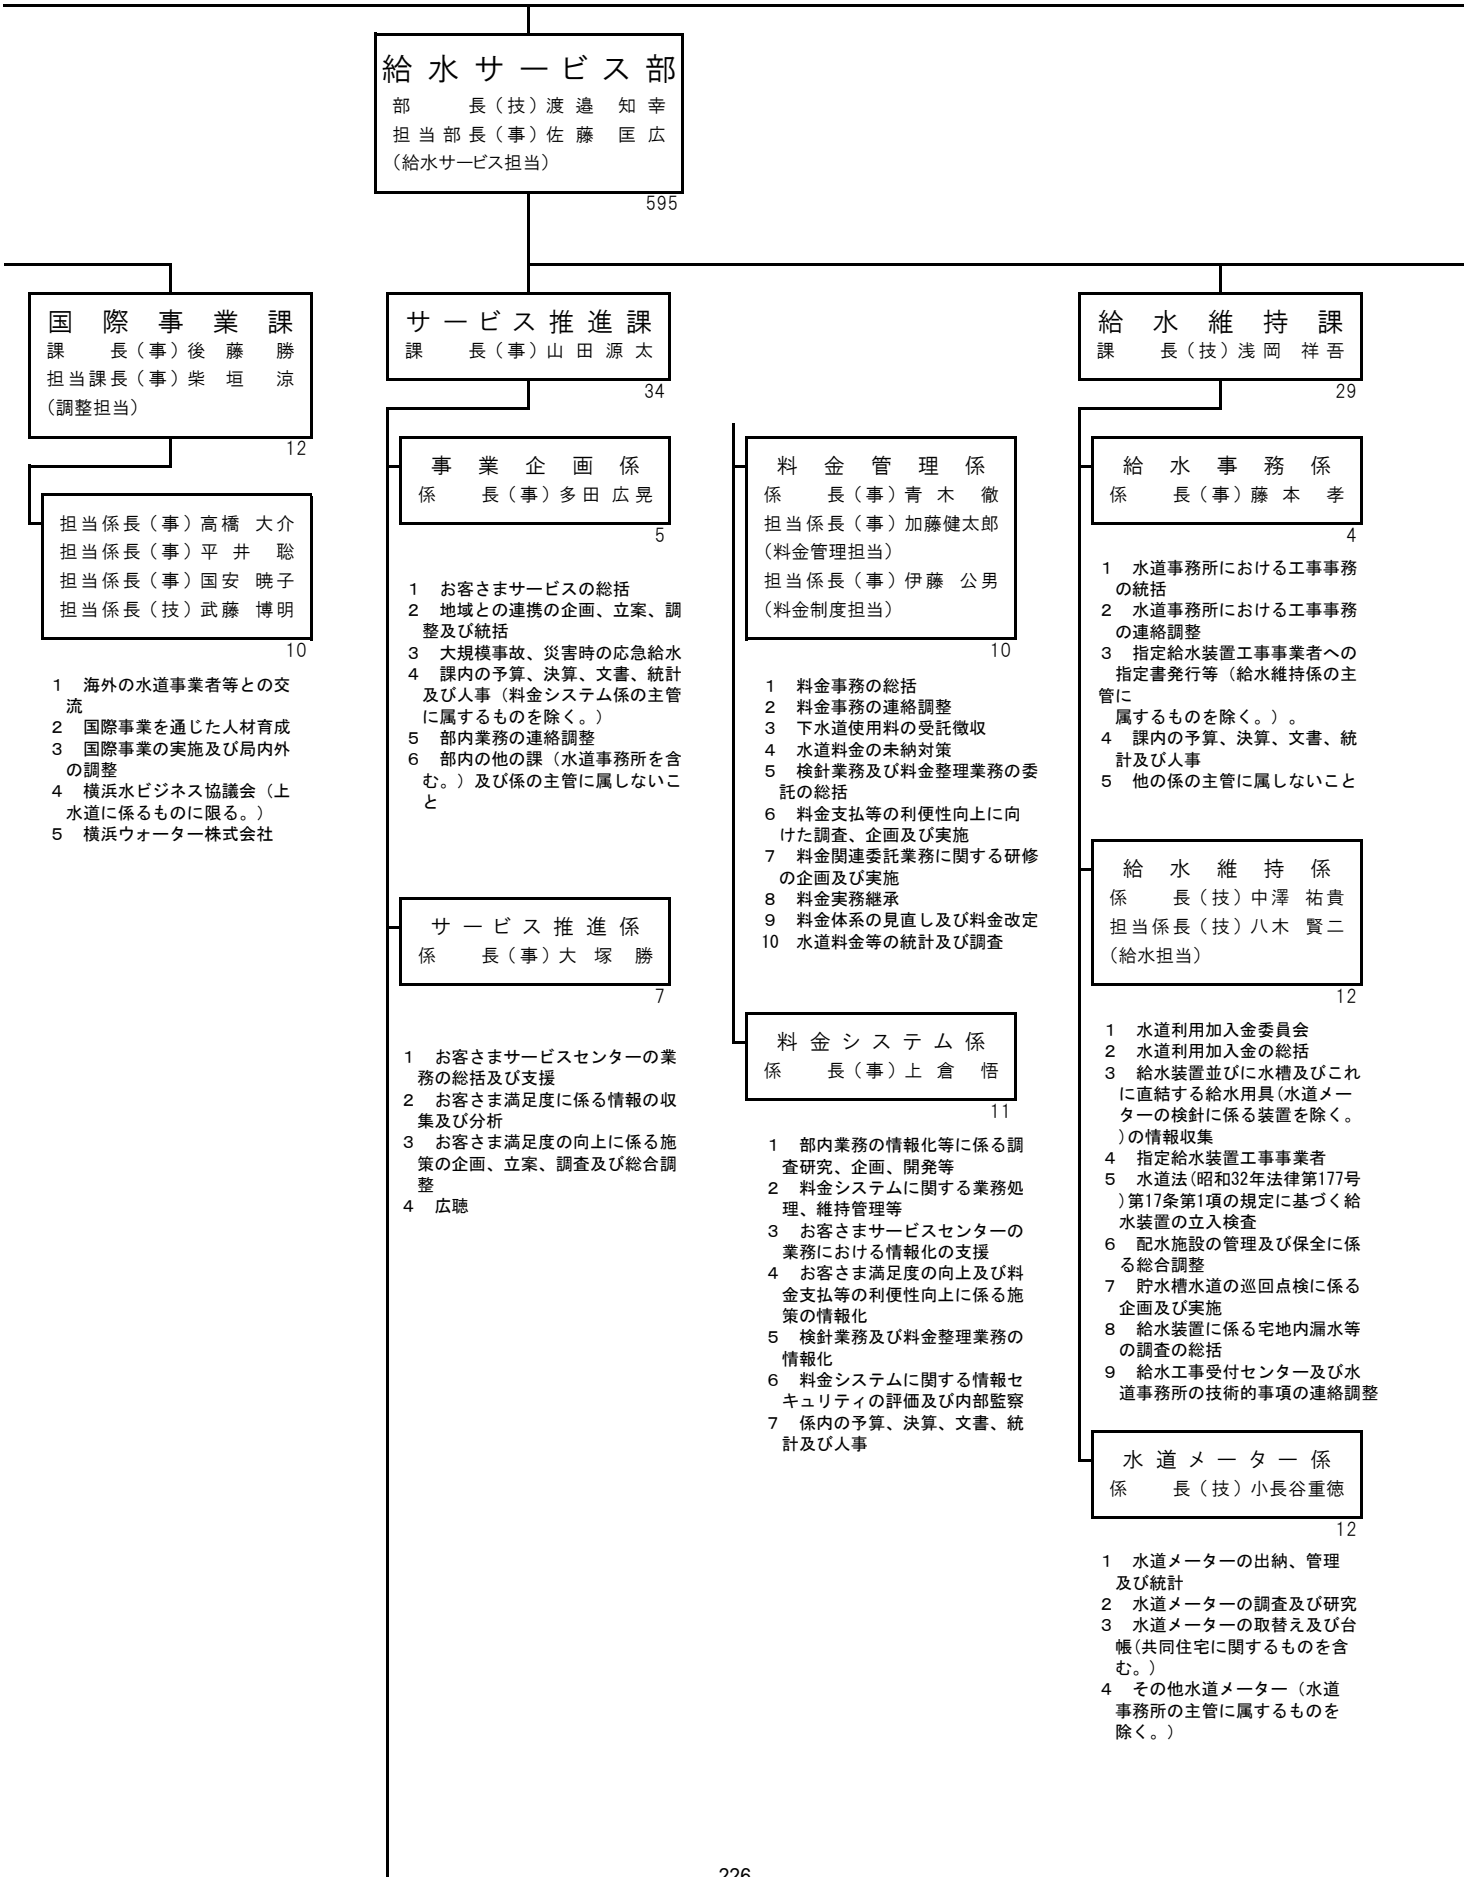 給水サービス部
部　　　長（技）渡邉　知幸
担当部長（事）佐藤　匡広
（給水サービス担当）
595
国際事業課
課　　長（事）後藤　勝
担当課長（事）柴垣　涼
（調整担当）
12
担当係長（事）高橋 大介
担当係長（事）平井　聡
担当係長（事）国安 暁子
担当係長（技）武藤 博明
10
1　海外の水道事業者等との交
流
2　国際事業を通じた人材育成
3　国際事業の実施及び局内外
の調整
4　横浜水ビジネス協議会（上
水道に係るものに限る。）
5　横浜ウォーター株式会社
サービス推進課
課　　長（事）山田源太
34
事業企画係
係　　長（事）多田 広晃
5
1　お客さまサービスの総括
2　地域との連携の企画、立案、調
整及び統括
3　大規模事故、災害時の応急給水
4　課内の予算、決算、文書、統計
及び人事（料金システム係の主管
に属するものを除く。）
5　部内業務の連絡調整
6　部内の他の課（水道事務所を含
む。）及び係の主管に属しないこ
と
サービス推進係
係　　長（事）大塚　勝
7
1　お客さまサービスセンターの業
務の総括及び支援
2　お客さま満足度に係る情報の収
集及び分析
3　お客さま満足度の向上に係る施
策の企画、立案、調査及び総合調
整
4　広聴
料金管理係
係　　長（事）青木　徹
担当係長（事）加藤健太郎
（料金管理担当）
担当係長（事）伊藤 公男
（料金制度担当）
10
1　料金事務の総括
2　料金事務の連絡調整
3　下水道使用料の受託徴収
4　水道料金の未納対策
5　検針業務及び料金整理業務の委
託の総括
6　料金支払等の利便性向上に向
けた調査、企画及び実施
7　料金関連委託業務に関する研修
の企画及び実施
8　料金実務継承
9　料金体系の見直し及び料金改定
10　水道料金等の統計及び調査
料金システム係
係　　長（事）上倉　悟
11
1　部内業務の情報化等に係る調
査研究、企画、開発等
2　料金システムに関する業務処
理、維持管理等
3　お客さまサービスセンターの
業務における情報化の支援
4　お客さま満足度の向上及び料
金支払等の利便性向上に係る施
策の情報化
5　検針業務及び料金整理業務の
情報化
6　料金システムに関する情報セ
キュリティの評価及び内部監察
7　係内の予算、決算、文書、統
計及び人事
給水維持課
課　　長（技）浅岡　祥吾
29
給水事務係
係　　長（事）藤本　孝
4
1　水道事務所における工事事務
の統括
2　水道事務所における工事事務
の連絡調整
3　指定給水装置工事事業者への
指定書発行等（給水維持係の主
管に
属するものを除く。）。
4　課内の予算、決算、文書、統
計及び人事
5　他の係の主管に属しないこと
給水維持係
係　　長（技）中澤　祐貴
担当係長（技）八木　賢二
（給水担当）
12
1　水道利用加入金委員会
2　水道利用加入金の総括
3　給水装置並びに水槽及びこれ
に直結する給水用具(水道メー
ターの検針に係る装置を除く。
)の情報収集
4　指定給水装置工事事業者
5　水道法(昭和32年法律第177号
)第17条第1項の規定に基づく給
水装置の立入検査
6　配水施設の管理及び保全に係
る総合調整
7　貯水槽水道の巡回点検に係る
企画及び実施
8　給水装置に係る宅地内漏水等
の調査の総括
9　給水工事受付センター及び水
道事務所の技術的事項の連絡調整
水道メーター係
係　　長（技）小長谷重徳
12
1　水道メーターの出納、管理
及び統計
2　水道メーターの調査及び研究
3　水道メーターの取替え及び台
帳(共同住宅に関するものを含
む。）
4　その他水道メーター（水道
事務所の主管に属するものを
除く。）
226